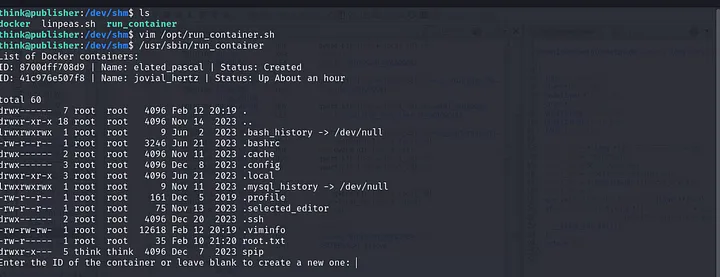 think@publisher:/dev/shm$ ls
docker linpeas.sh run_container
think@publisher:/dev/shm$ vim /opt/run_container.sh
think@publisher:/dev/shm$ /usr/sbin/run_container
List of Docker containers:
ID: 8700dff708d9 | Name: elated_pascal | Status: Created
ID: 41c976e507f8 | Name: jovial_hertz | Status: Up About an hour
total 60
drwx------ 7 root root 4096 Feb 12 20:19 .
drwxr-xr-x 18 root root 4096 Nov 14 2023 ..
lrwxrwxrwx 1 root root 9 Jun 2 2023 .bash_history -> /dev/null
-rw-r--r-- 1 root root 3246 Jun 21 2023 .bashrc
drwx------ 2 root root 4096 Nov 11 2023 .cache
drwx------ 3 root root 4096 Dec 8 2023 .config
drwxr-xr-x 3 root root 4096 Jun 21 2023 .local
lrwxrwxrwx 1 root root 9 Nov 11 2023 .mysql_history -> /dev/null
-rw-r--r-- 1 root root 161 Dec 5 2019 .profile
-rw-r--r-- 1 root root 75 Nov 13 2023 .selected_editor
drwx------ 2 root root 4096 Dec 20 2023 .ssh
-rw-rw-rw- 1 root root 12618 Feb 12 20:19 .viminfo
-rw-r----- 1 root root 35 Feb 10 21:20 root.txt
drwxr-x--- 5 think think 4096 Dec 7 2023 spip
Enter the ID of the container or leave blank to create a new one: